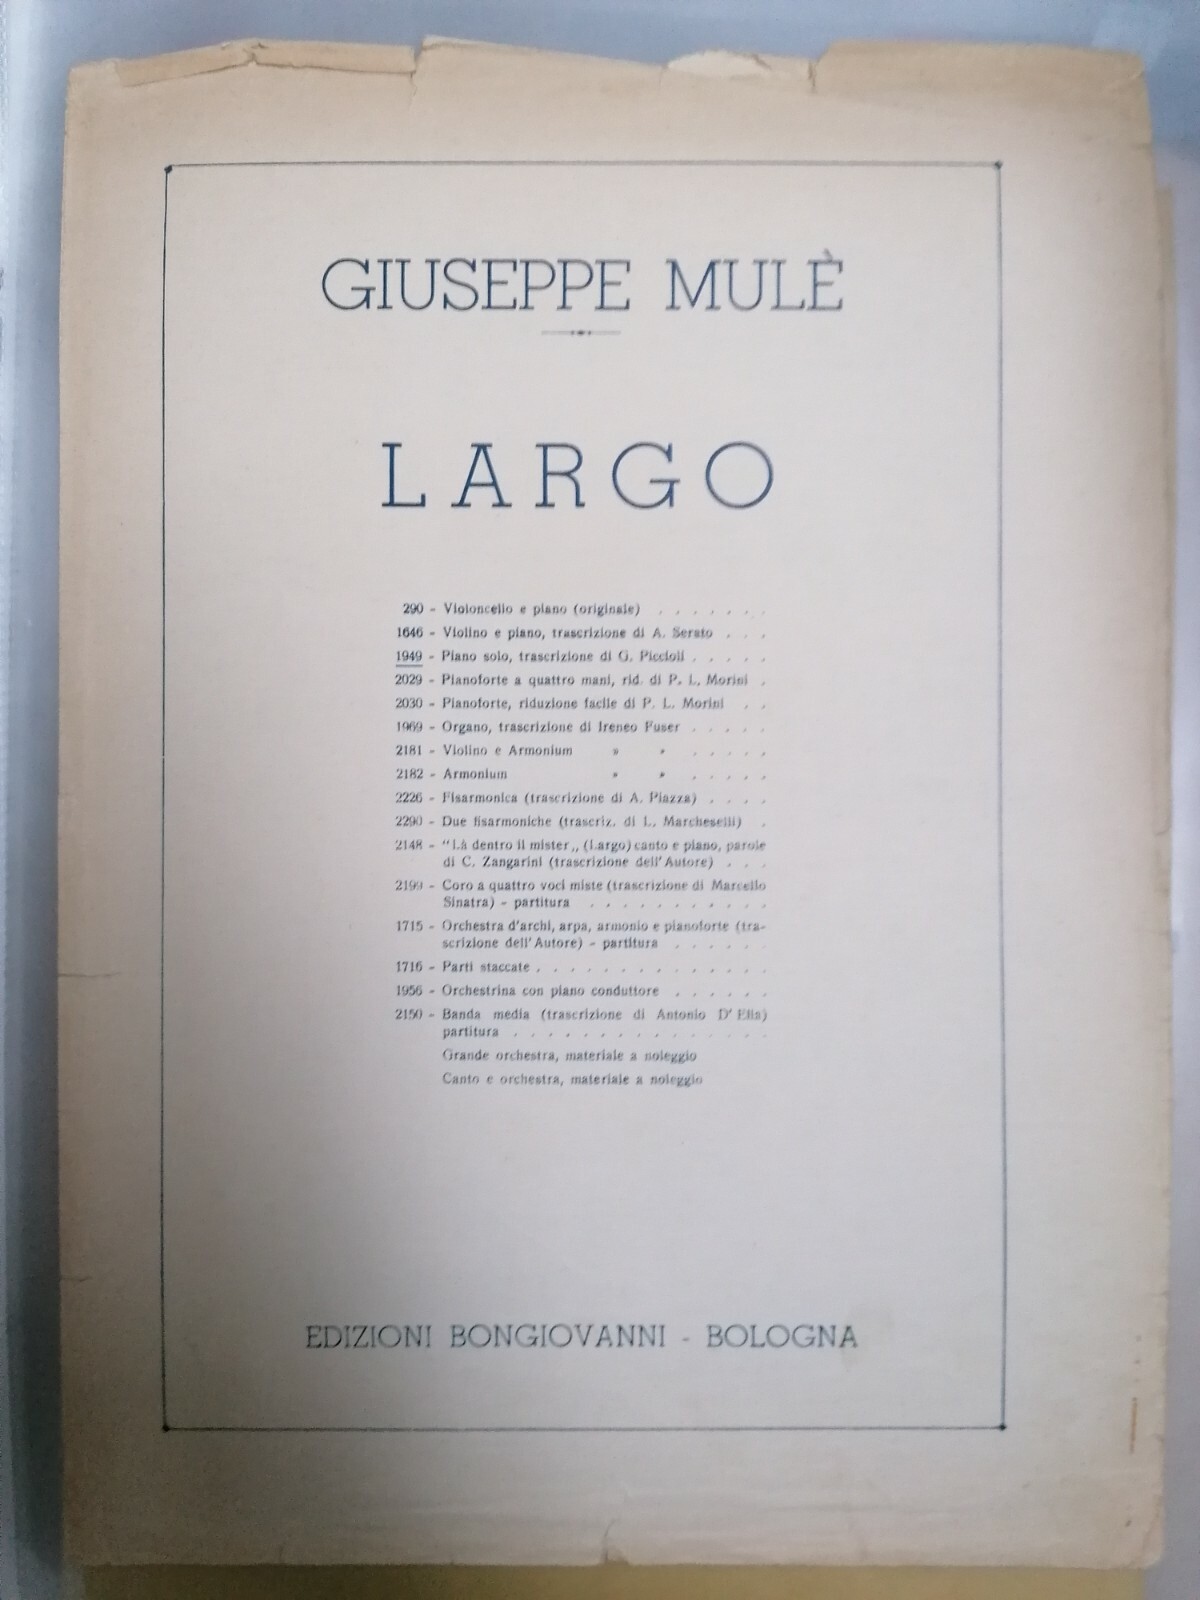 GIUSEPPE MULÈ
LARGO
290 - Violoncello e piano (originale) . . . . . . .
1646 - Violino e piano, trascrizione di A. Serato . . .
1949 - Piano solo, trascrizione di G. Piccioli . . . . .
2029 - Pianoforte a quattro mani, rid. di P. L. Morini .
2030 - Pianoforte, riduzione facile di P. L. Morini . .
1969 - Organo, trascrizione di Ireneo Fuser . . . . .
2181 - Violino e Armonium » » . . . . .
2182 - Armonium » » . . . . .
2226 - Fisarmonica (trascrizione di A. Piazza) . . . .
2290 - Due fisarmoniche (trascriz. di L. Marcheselli) .
2148 - "Là dentro il mister„ (Largo) canto e piano, parole
di C. Zangarini (trascrizione dell'Autore) . . .
2199 - Coro a quattro voci miste (trascrizione di Marcello
Sinatra) - partitura . . . . . . . . . . .
1715 - Orchestra d'archi, arpa, armonio e pianoforte (tra-
scrizione dell'Autore) - partitura . . . . . .
1716 - Parti staccate . . . . . . . . . . . . . .
1956 - Orchestrina con piano conduttore . . . . . .
2150 - Banda media (trascrizione di Antonio D'Elia)
partitura . . . . . . . . . . . . . . .
Grande orchestra, materiale a noleggio
Canto e orchestra, materiale a noleggio
EDIZIONI BONGIOVANNI - BOLOGNA